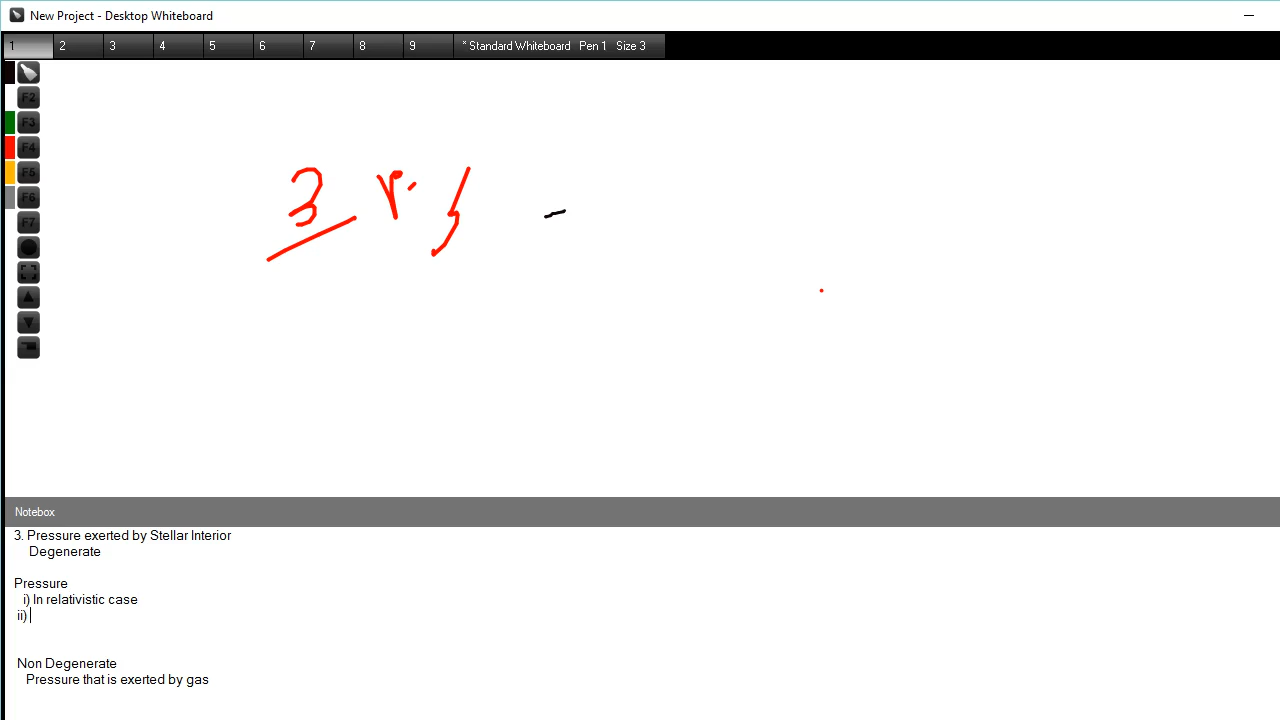 New Project - Desktop Whiteboard
1 2 3 4 5 6 7 8 9 * Standard Whiteboard Pen 1 Size 3
F2
F3
F4
F5
F6
F7
3
Notebox
3. Pressure exerted by Stellar Interior
Degenerate
Pressure
i) In relativistic case
ii)
Non Degenerate
Pressure that is exerted by gas